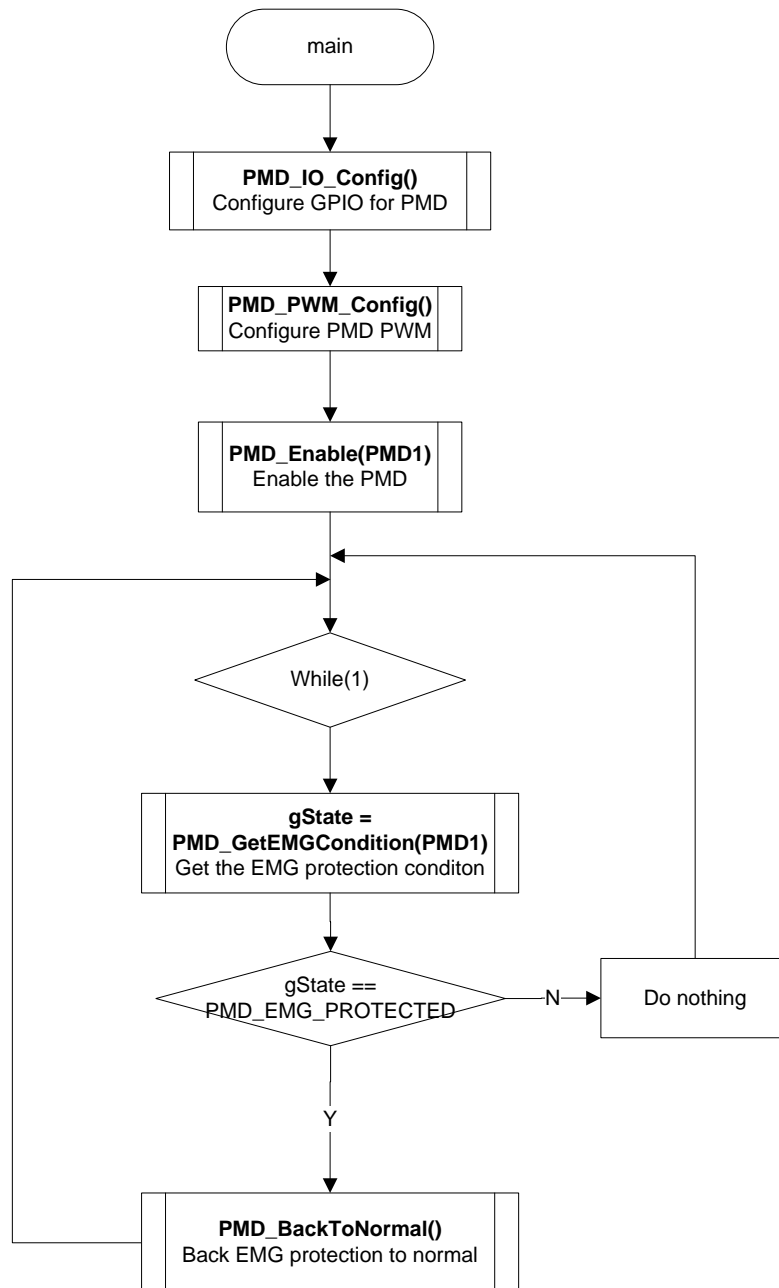 main
PMD_IO_Config()
Configure GPIO for PMD
PMD_PWM_Config()
Configure PMD PWM
PMD_Enable(PMD1)
Enable the PMD
While(1)
gState =
PMD_GetEMGCondition(PMD1)
Get the EMG protection conditon
gState ==
PMD_EMG_PROTECTED
N
Do nothing
Y
PMD_BackToNormal()
Back EMG protection to normal